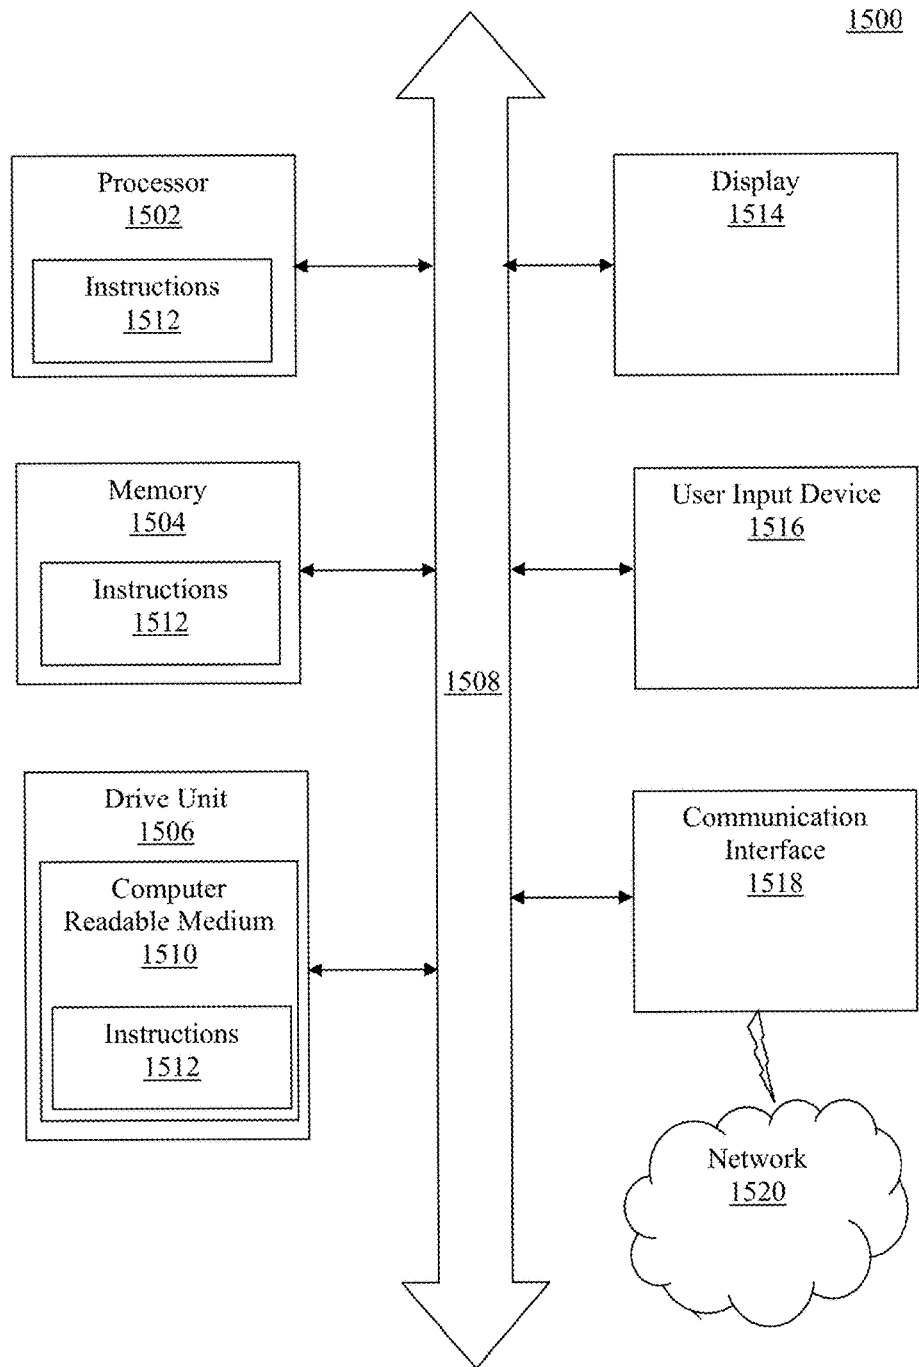 1500
Processor
1502
Instructions
1512
Display
1514
Memory
1504
Instructions
1512
User Input Device
1516
1508
Drive Unit
1506
Computer
Readable Medium
1510
Instructions
1512
Communication
Interface
1518
Network
1520